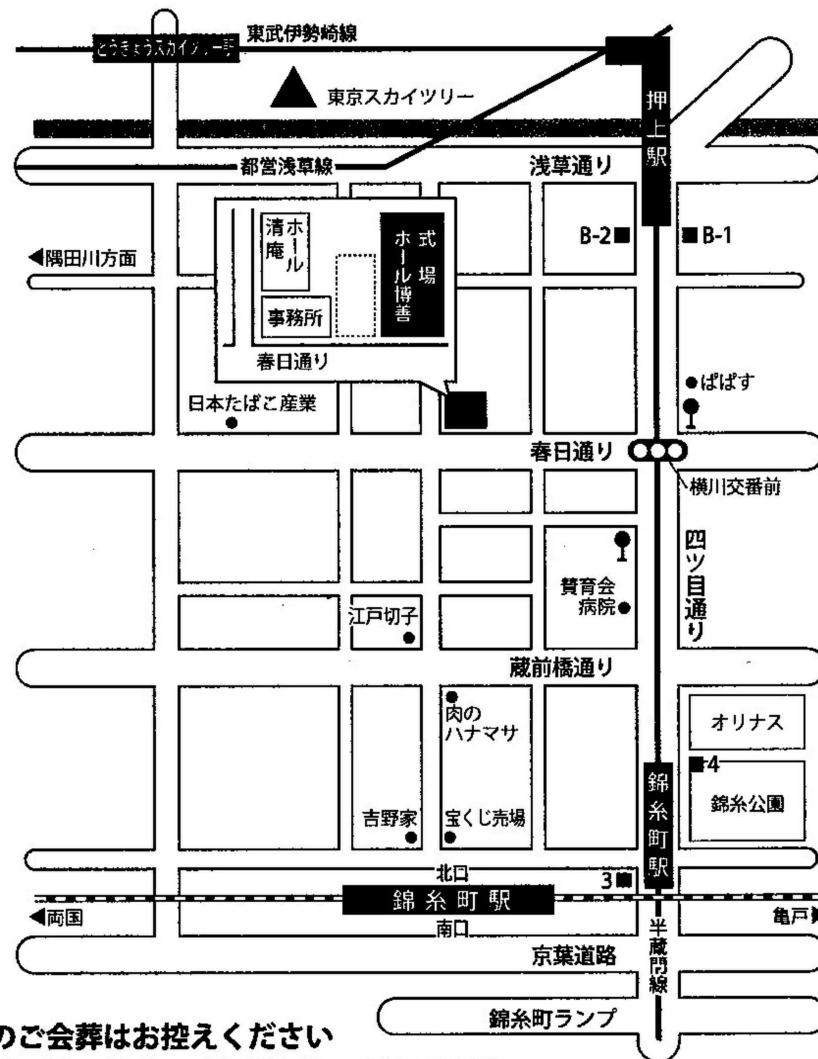 東武伊勢崎線
とうきょうスカイツリー駅
東京スカイツリー
押上駅
都営浅草線
浅草通り
B-2
B-1
隅田川方面
ホール
清庵
式場
ホール博善
事務所
春日通り
日本たばこ産業
ぱぱす
春日通り
横川交番前
四ツ目通り
賛育会
病院
江戸切子
蔵前橋通り
肉の
ハナマサ
オリナス
4
錦糸公園
錦糸町駅
吉野家
宝くじ売場
北口
3
錦糸町駅
両国
南口
亀戸
半蔵門線
京葉道路
錦糸町ランプ
のご会葬はお控えください